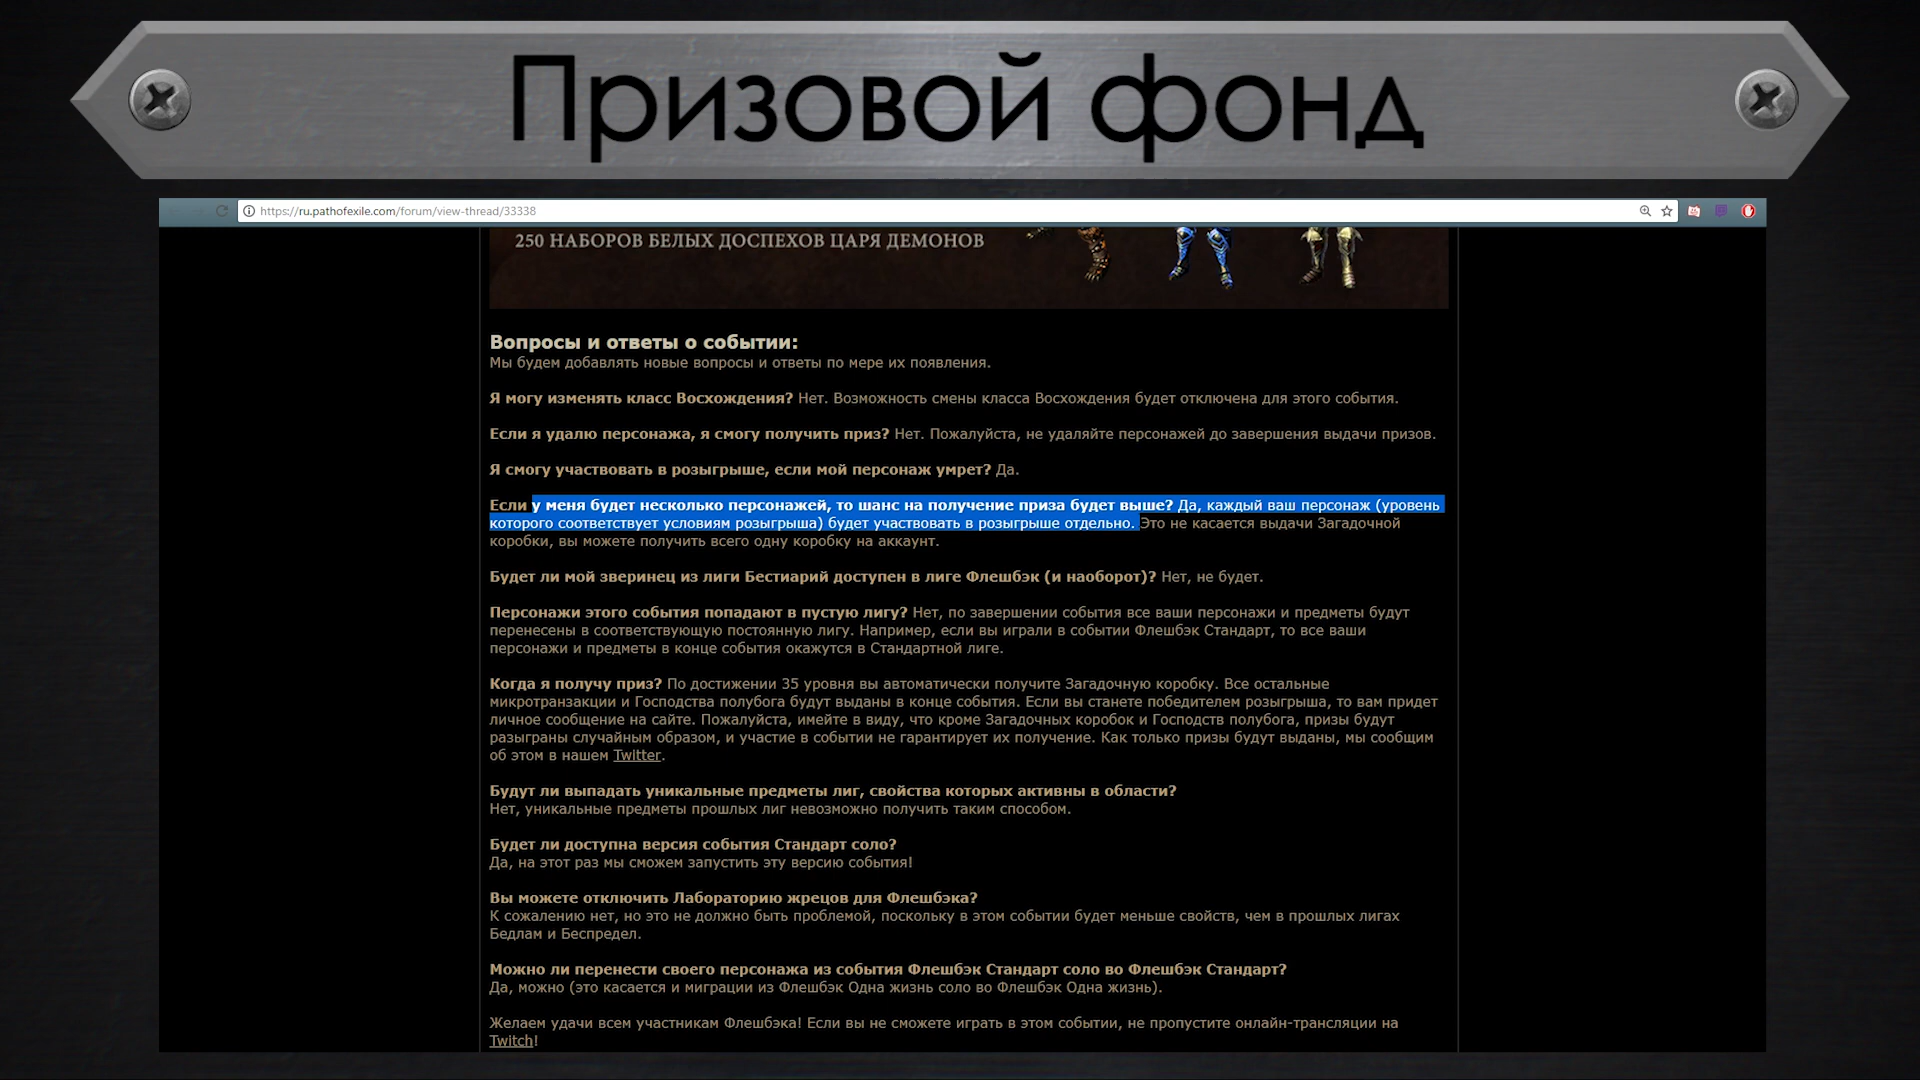 Призовой фонд
https://ru.pathofexile.com/forum/view-thread/33338
250 НАБОРОВ БЕЛЫХ ДОСПЕХОВ ЦАРЯ ДЕМОНОВ
Вопросы и ответы о событии:
Мы будем добавлять новые вопросы и ответы по мере их появления.
Я могу изменять класс Восхождения? Нет. Возможность смены класса Восхождения будет отключена для этого события.
Если я удалю персонажа, я смогу получить приз? Нет. Пожалуйста, не удаляйте персонажей до завершения выдачи призов.
Я смогу участвовать в розыгрыше, если мой персонаж умрет? Да.
Если у меня будет несколько персонажей, то шанс на получение приза будет выше? Да, каждый ваш персонаж (уровень
которого соответствует условиям розыгрыша) будет участвовать в розыгрыше отдельно. Это не касается выдачи Загадочной
коробки, вы можете получить всего одну коробку на аккаунт.
Будет ли мой зверинец из лиги Бестиарий доступен в лиге Флешбэк (и наоборот)? Нет, не будет.
Персонажи этого события попадают в пустую лигу? Нет, по завершении события все ваши персонажи и предметы будут
перенесены в соответствующую постоянную лигу. Например, если вы играли в событии Флешбэк Стандарт, то все ваши
персонажи и предметы в конце события окажутся в Стандартной лиге.
Когда я получу приз? По достижении 35 уровня вы автоматически получите Загадочную коробку. Все остальные
микротранзакции и Господства полубога будут выданы в конце события. Если вы станете победителем розыгрыша, то вам придет
личное сообщение на сайте. Пожалуйста, имейте в виду, что кроме Загадочных коробок и Господств полубога, призы будут
разыграны случайным образом, и участие в событии не гарантирует их получение. Как только призы будут выданы, мы сообщим
об этом в нашем Twitter.
Будут ли выпадать уникальные предметы лиг, свойства которых активны в области?
Нет, уникальные предметы прошлых лиг невозможно получить таким способом.
Будет ли доступна версия события Стандарт соло?
Да, на этот раз мы сможем запустить эту версию события!
Вы можете отключить Лабораторию жрецов для Флешбэка?
К сожалению нет, но это не должно быть проблемой, поскольку в этом событии будет меньше свойств, чем в прошлых лигах
Бедлам и Беспредел.
Можно ли перенести своего персонажа из события Флешбэк Стандарт соло во Флешбэк Стандарт?
Да, можно (это касается и миграции из Флешбэк Одна жизнь соло во Флешбэк Одна жизнь).
Желаем удачи всем участникам Флешбэка! Если вы не сможете играть в этом событии, не пропустите онлайн-трансляции на
Twitch!